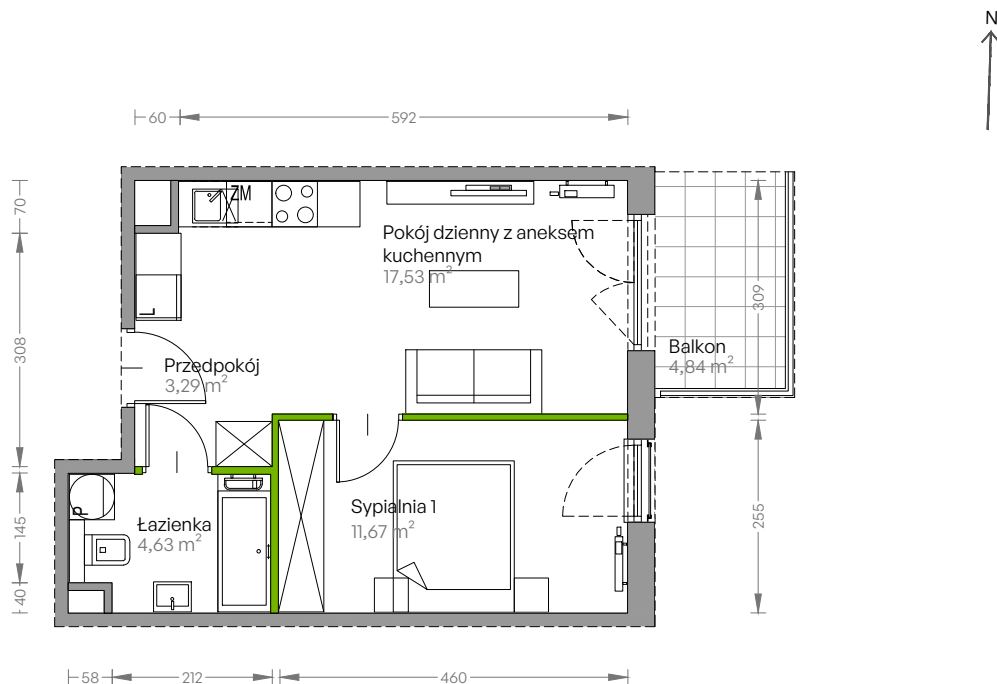 N
60
592
70
308
145
40
ZM
Pokój dzienny z aneksem
kuchennym
17,53 m²
L
309
Przedpokój
3,29 m²
Balkon
4,84 m²
Sypialnia 1
11,67 m²
255
P
Łazienka
4,63 m²
58
212
460